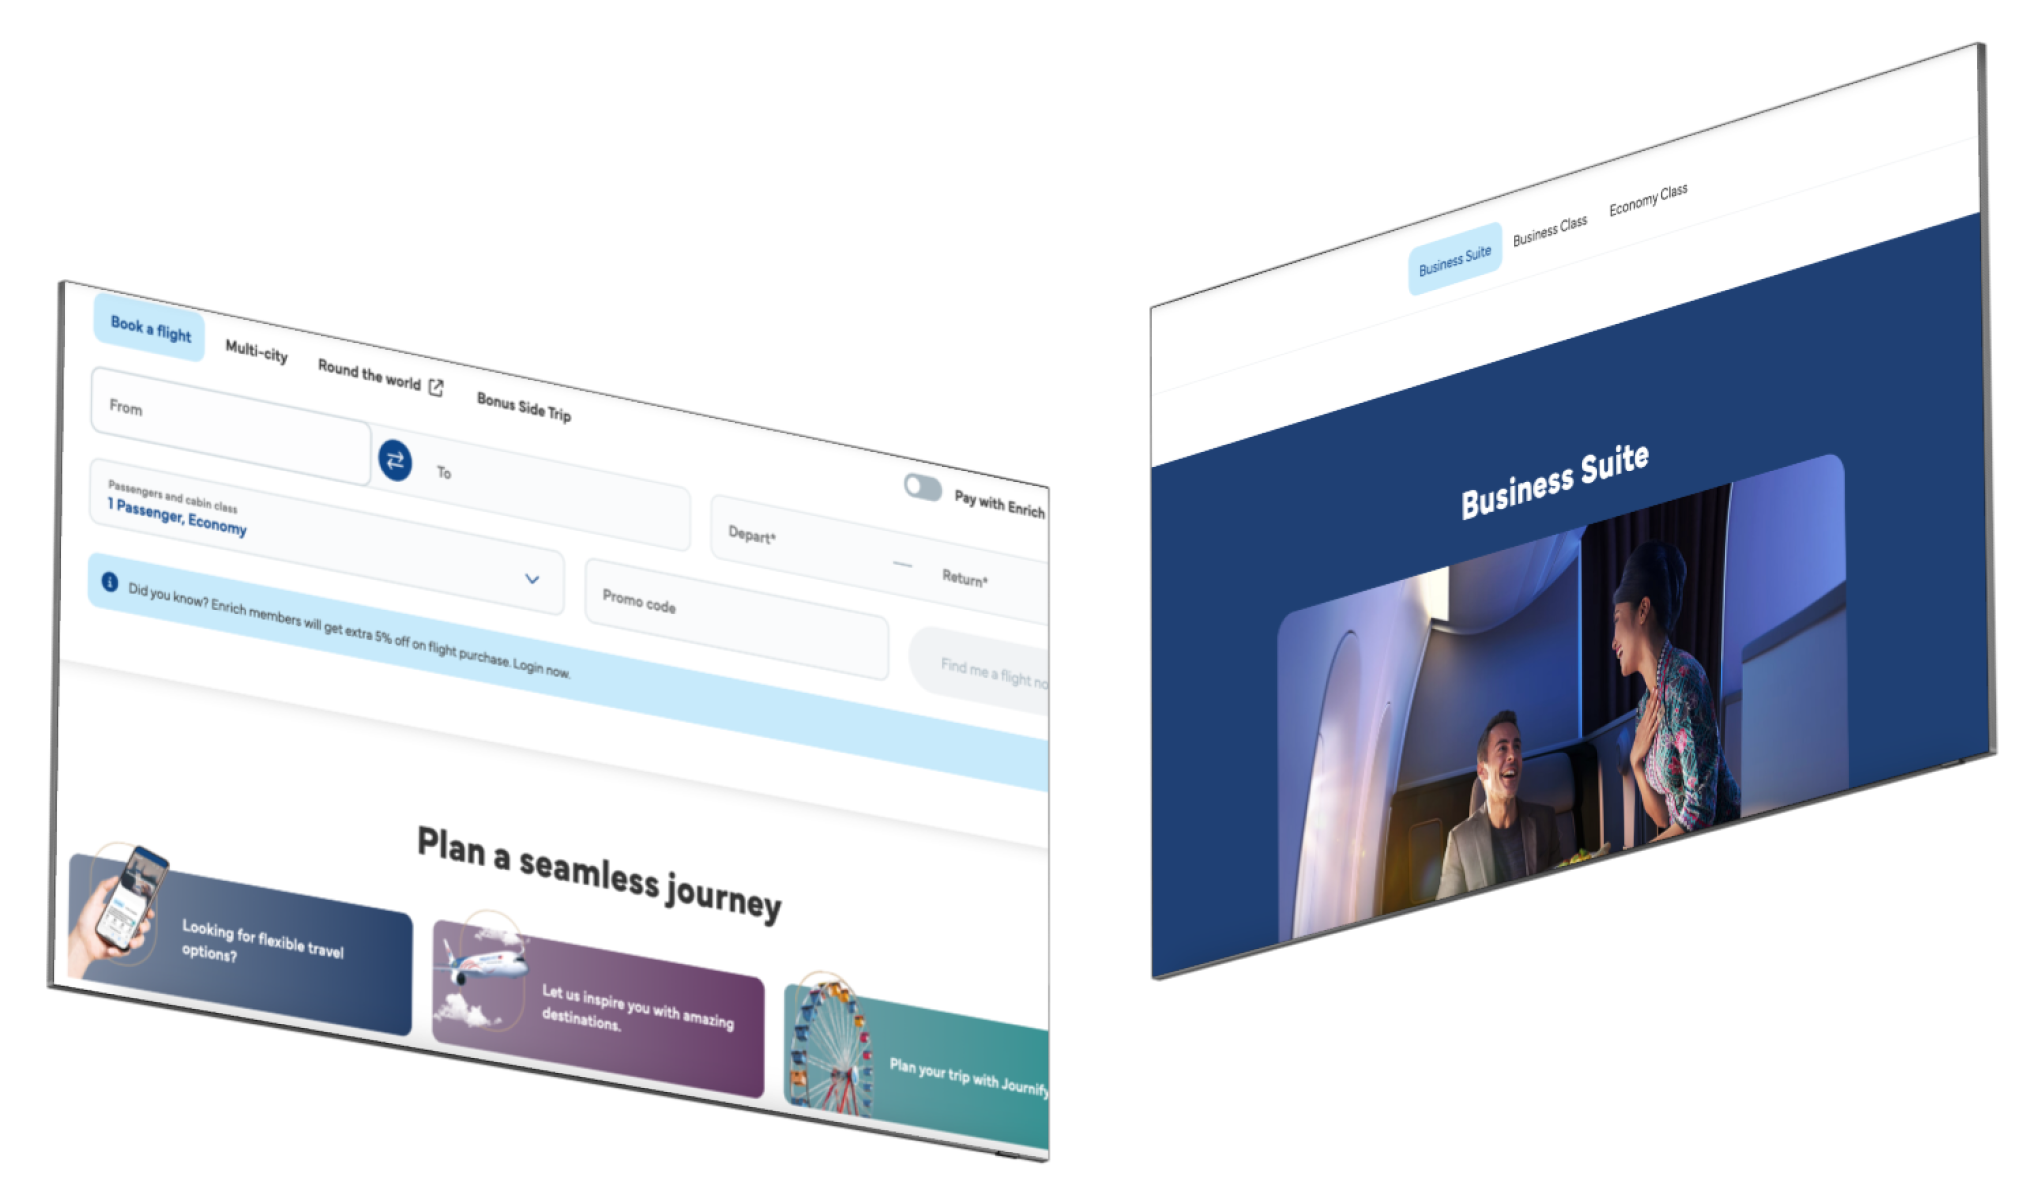 Book a flight
Multi-city
Round the world
Bonus Side Trip
Pay with Enrich
From
To
Depart*
Return*
Passengers and cabin class
1 Passenger, Economy
Promo code
Find me a flight no
Did you know? Enrich members will get extra 5% off on flight purchase. Login now.
Plan a seamless journey
Looking for flexible travel
options?
Let us inspire you with amazing
destinations.
Plan your trip with Journify
Business Suite
Business Class
Economy Class
Business Suite